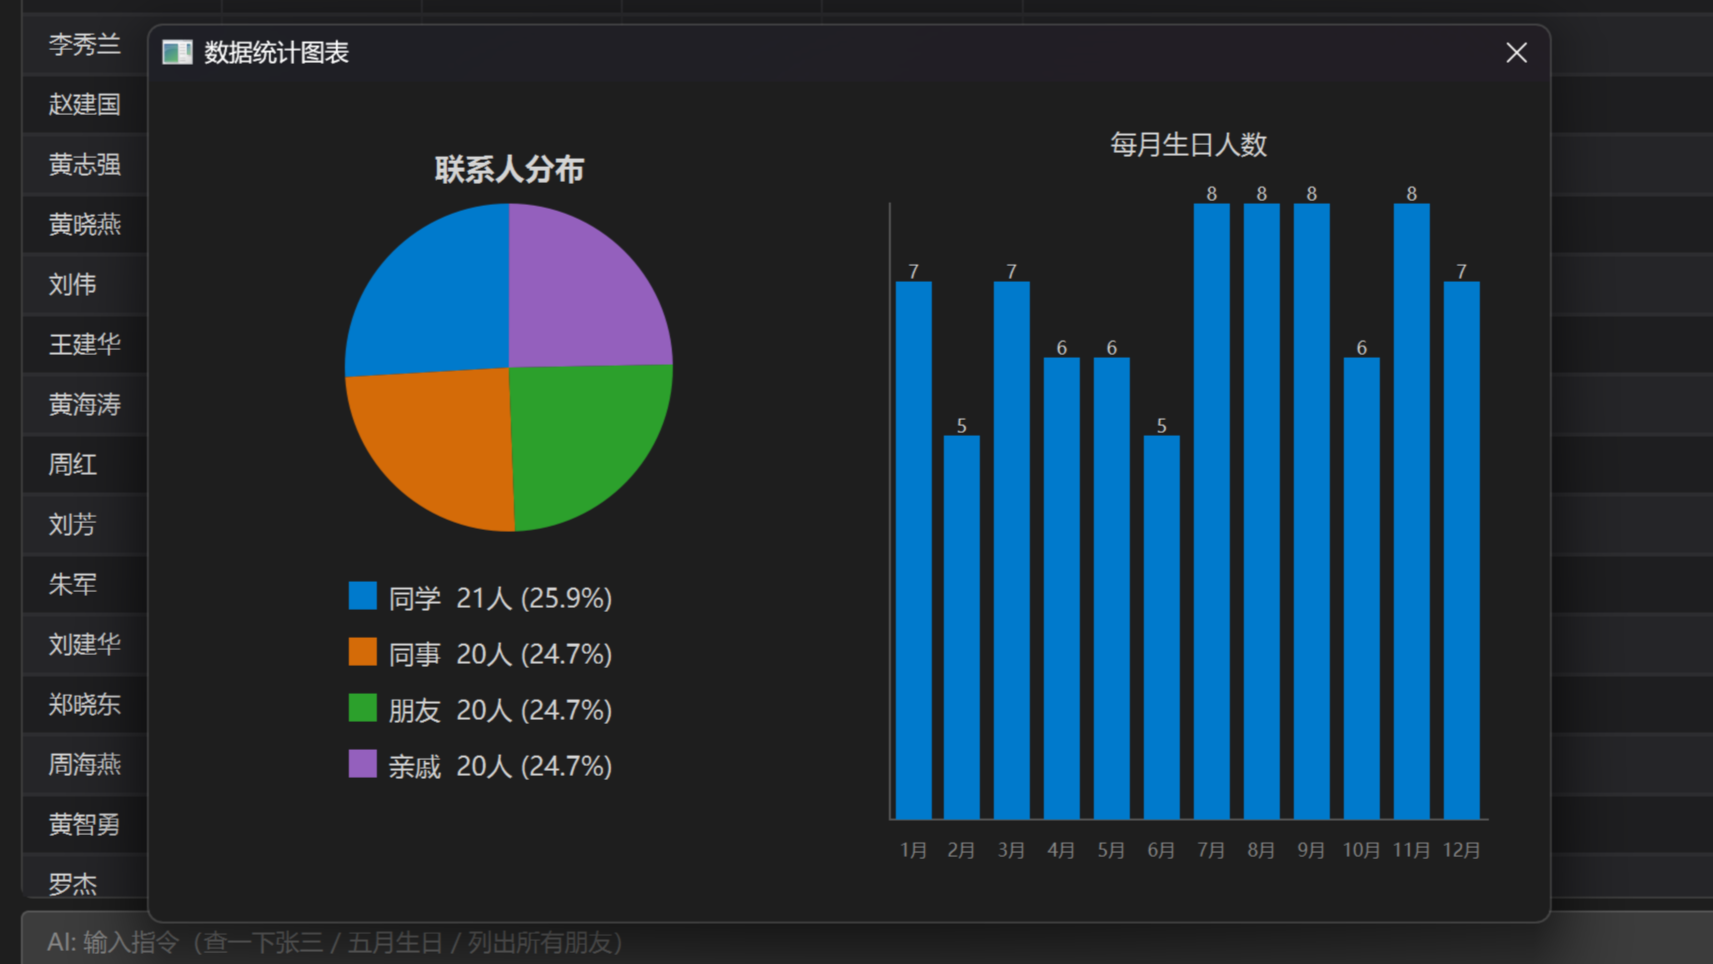 李秀兰
赵建国
黄志强
黄晓燕
刘伟
王建华
黄海涛
周红
刘芳
朱军
刘建华
郑晓东
周海燕
黄智勇
罗杰
数据统计图表
联系人分布
同学 21人 (25.9%)
同事 20人 (24.7%)
朋友 20人 (24.7%)
亲戚 20人 (24.7%)
每月生日人数
7 5 7 6 6 5 8 8 8 6 8 7
1月 2月 3月 4月 5月 6月 7月 8月 9月 10月 11月 12月
AI: 输入指令（查一下张三 / 五月生日 / 列出所有朋友）